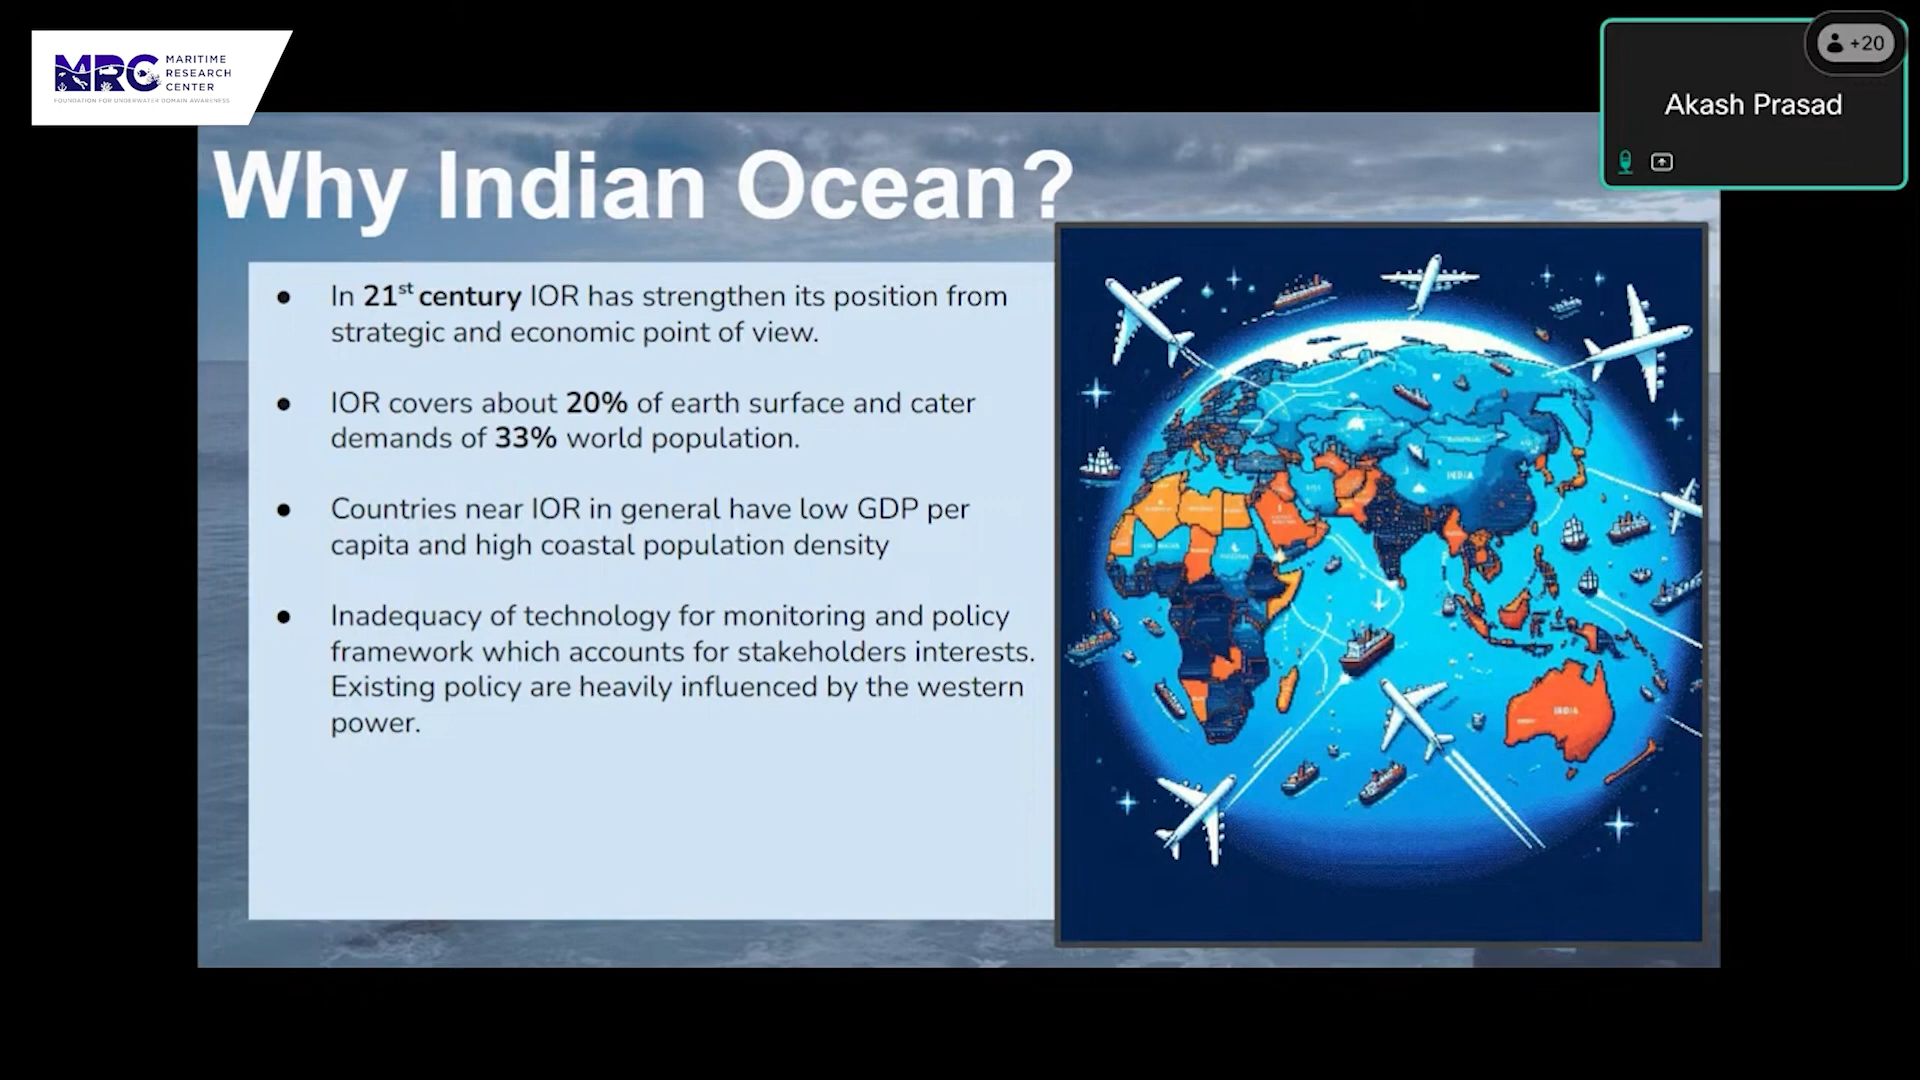 MRC
MARITIME
RESEARCH
CENTER
FOUNDATION FOR UNDERWATER DOMAIN AWARENESS
+20
Akash Prasad
Why Indian Ocean?
● In 21st century IOR has strengthen its position from
strategic and economic point of view.
● IOR covers about 20% of earth surface and cater
demands of 33% world population.
● Countries near IOR in general have low GDP per
capita and high coastal population density
● Inadequacy of technology for monitoring and policy
framework which accounts for stakeholders interests.
Existing policy are heavily influenced by the western
power.
INDIA
INDIA